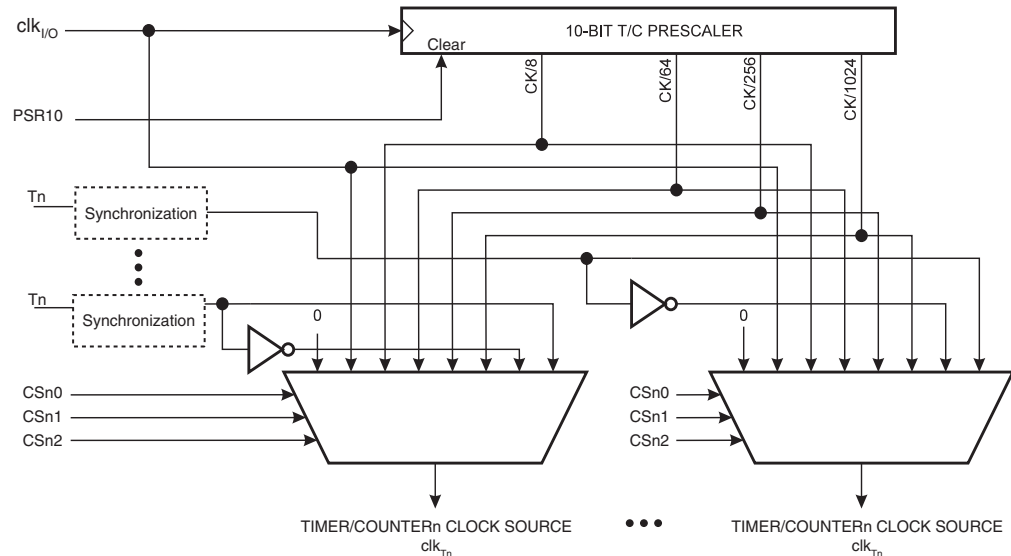 clkI/O
10-BIT T/C PRESCALER
Clear
CK/8
CK/64
CK/256
CK/1024
PSR10
Tn
Synchronization
Tn
Synchronization
0
0
CSn0
CSn1
CSn2
CSn0
CSn1
CSn2
TIMER/COUNTERn CLOCK SOURCE
clkTn
TIMER/COUNTERn CLOCK SOURCE
clkTn